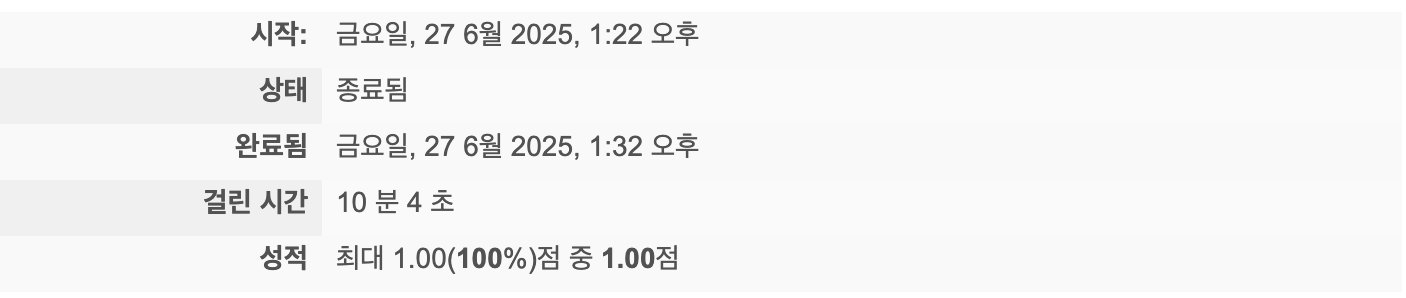 시작: 금요일, 27 6월 2025, 1:22 오후
상태 종료됨
완료됨 금요일, 27 6월 2025, 1:32 오후
걸린 시간 10 분 4 초
성적 최대 1.00(100%)점 중 1.00점